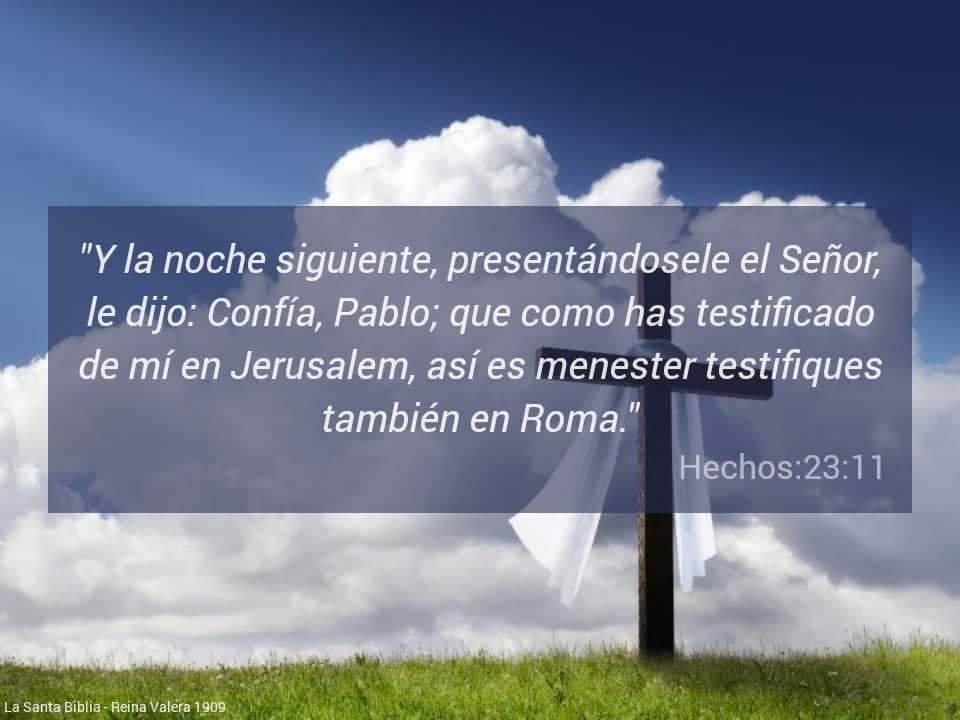 "Y la noche siguiente, presentándosele el Señor,
le dijo: Confía, Pablo; que como has testificado
de mí en Jerusalem, así es menester testifiques
también en Roma."
Hechos:23:11
La Santa Biblia - Reina Valera 1909